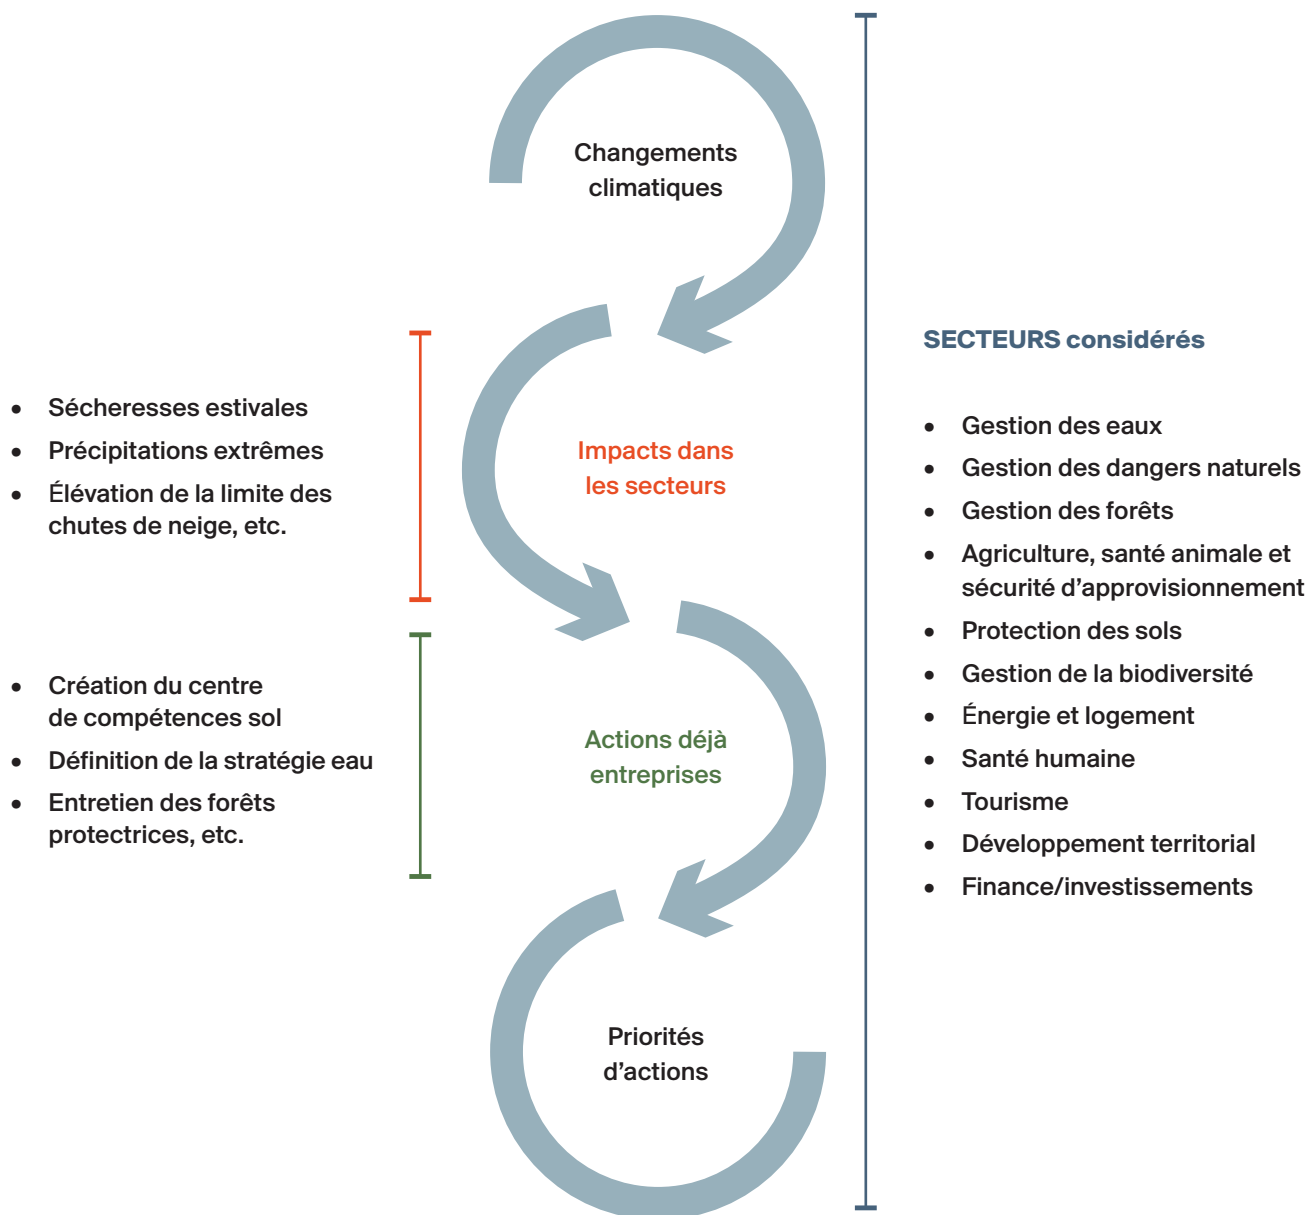 Changements
climatiques
• Sécheresses estivales
• Précipitations extrêmes
• Élévation de la limite des
chutes de neige, etc.
Impacts dans
les secteurs
• Création du centre
de compétences sol
• Définition de la stratégie eau
• Entretien des forêts
protectrices, etc.
Actions déjà
entreprises
Priorités
d’actions
SECTEURS considérés
• Gestion des eaux
• Gestion des dangers naturels
• Gestion des forêts
• Agriculture, santé animale et
sécurité d’approvisionnement
• Protection des sols
• Gestion de la biodiversité
• Énergie et logement
• Santé humaine
• Tourisme
• Développement territorial
• Finance/investissements